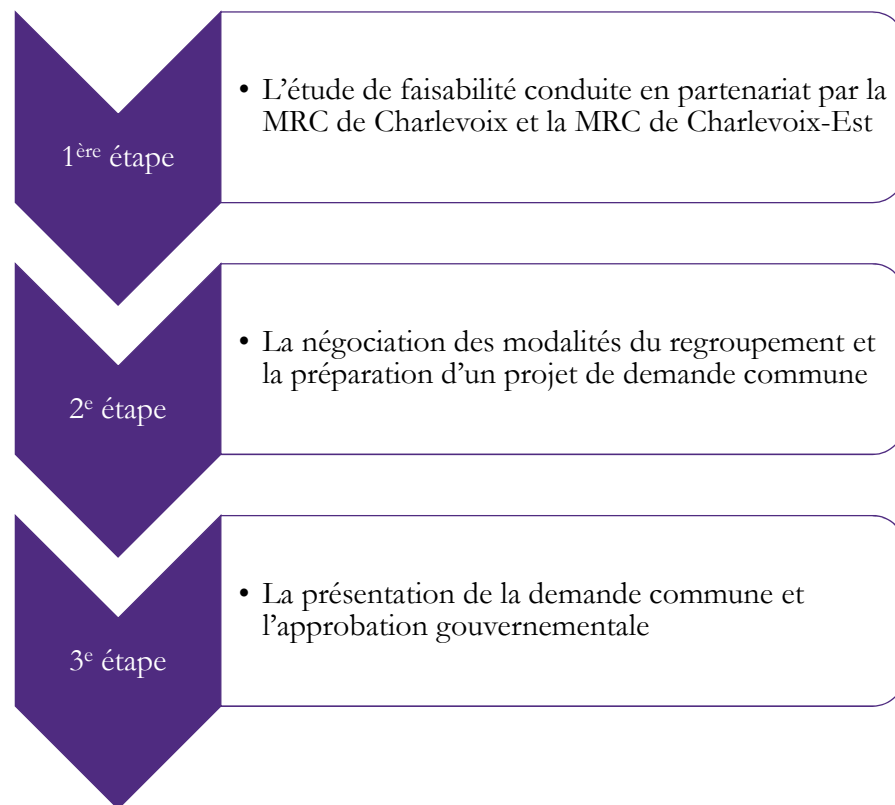 1ère étape
• L’étude de faisabilité conduite en partenariat par la
MRC de Charlevoix et la MRC de Charlevoix-Est
2e étape
• La négociation des modalités du regroupement et
la préparation d’un projet de demande commune
3e étape
• La présentation de la demande commune et
l’approbation gouvernementale